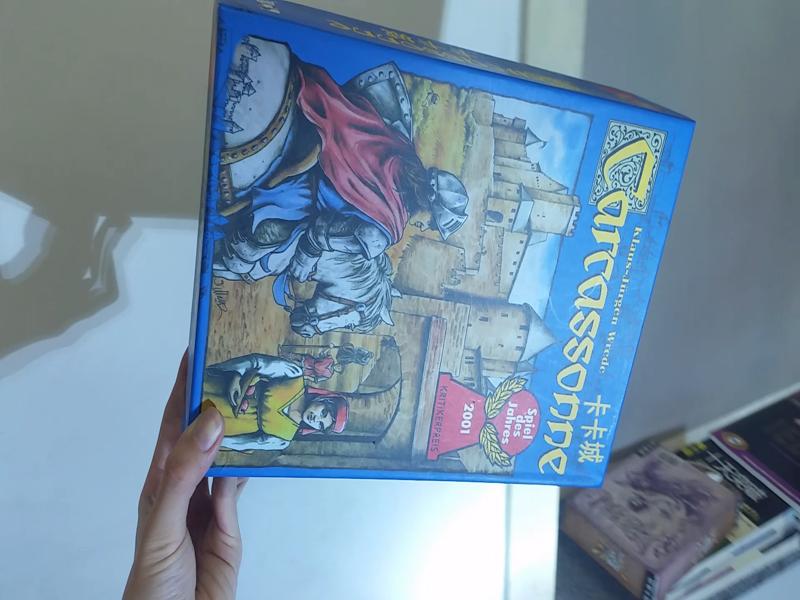 Klaus-Jürgen Wrede
Carcassonne
卡卡城
Spiel
des
Jahres
2001
KRITIKERPREIS